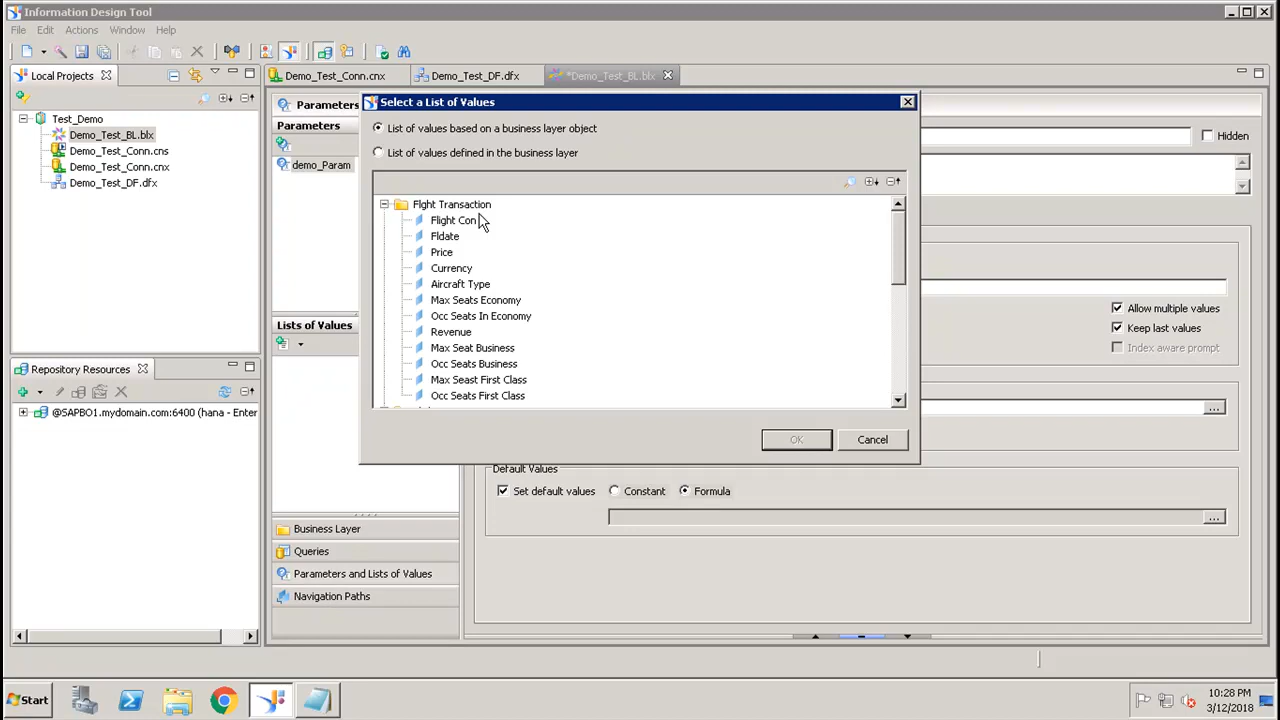 Information Design Tool
File Edit Actions Window Help
Local Projects
Demo_Test_Conn.cnx
Demo_Test_DF.dfx
*Demo_Test_BL.blx
Test_Demo
Demo_Test_BL.blx
Demo_Test_Conn.cns
Demo_Test_Conn.cnx
Demo_Test_DF.dfx
Parameters
Parameters
demo_Param
Lists of Values
Select a List of Values
List of values based on a business layer object
List of values defined in the business layer
Flght Transaction
Flight Con
Fldate
Price
Currency
Aircraft Type
Max Seats Economy
Occ Seats In Economy
Revenue
Max Seat Business
Occ Seats Business
Max Seast First Class
Occ Seats First Class
OK Cancel
Hidden
Allow multiple values
Keep last values
Index aware prompt
...
Default Values
Set default values Constant Formula
...
Repository Resources
@SAPBO1.mydomain.com:6400 (hana - Enter
Business Layer
Queries
Parameters and Lists of Values
Navigation Paths
Start
10:28 PM
3/12/2018